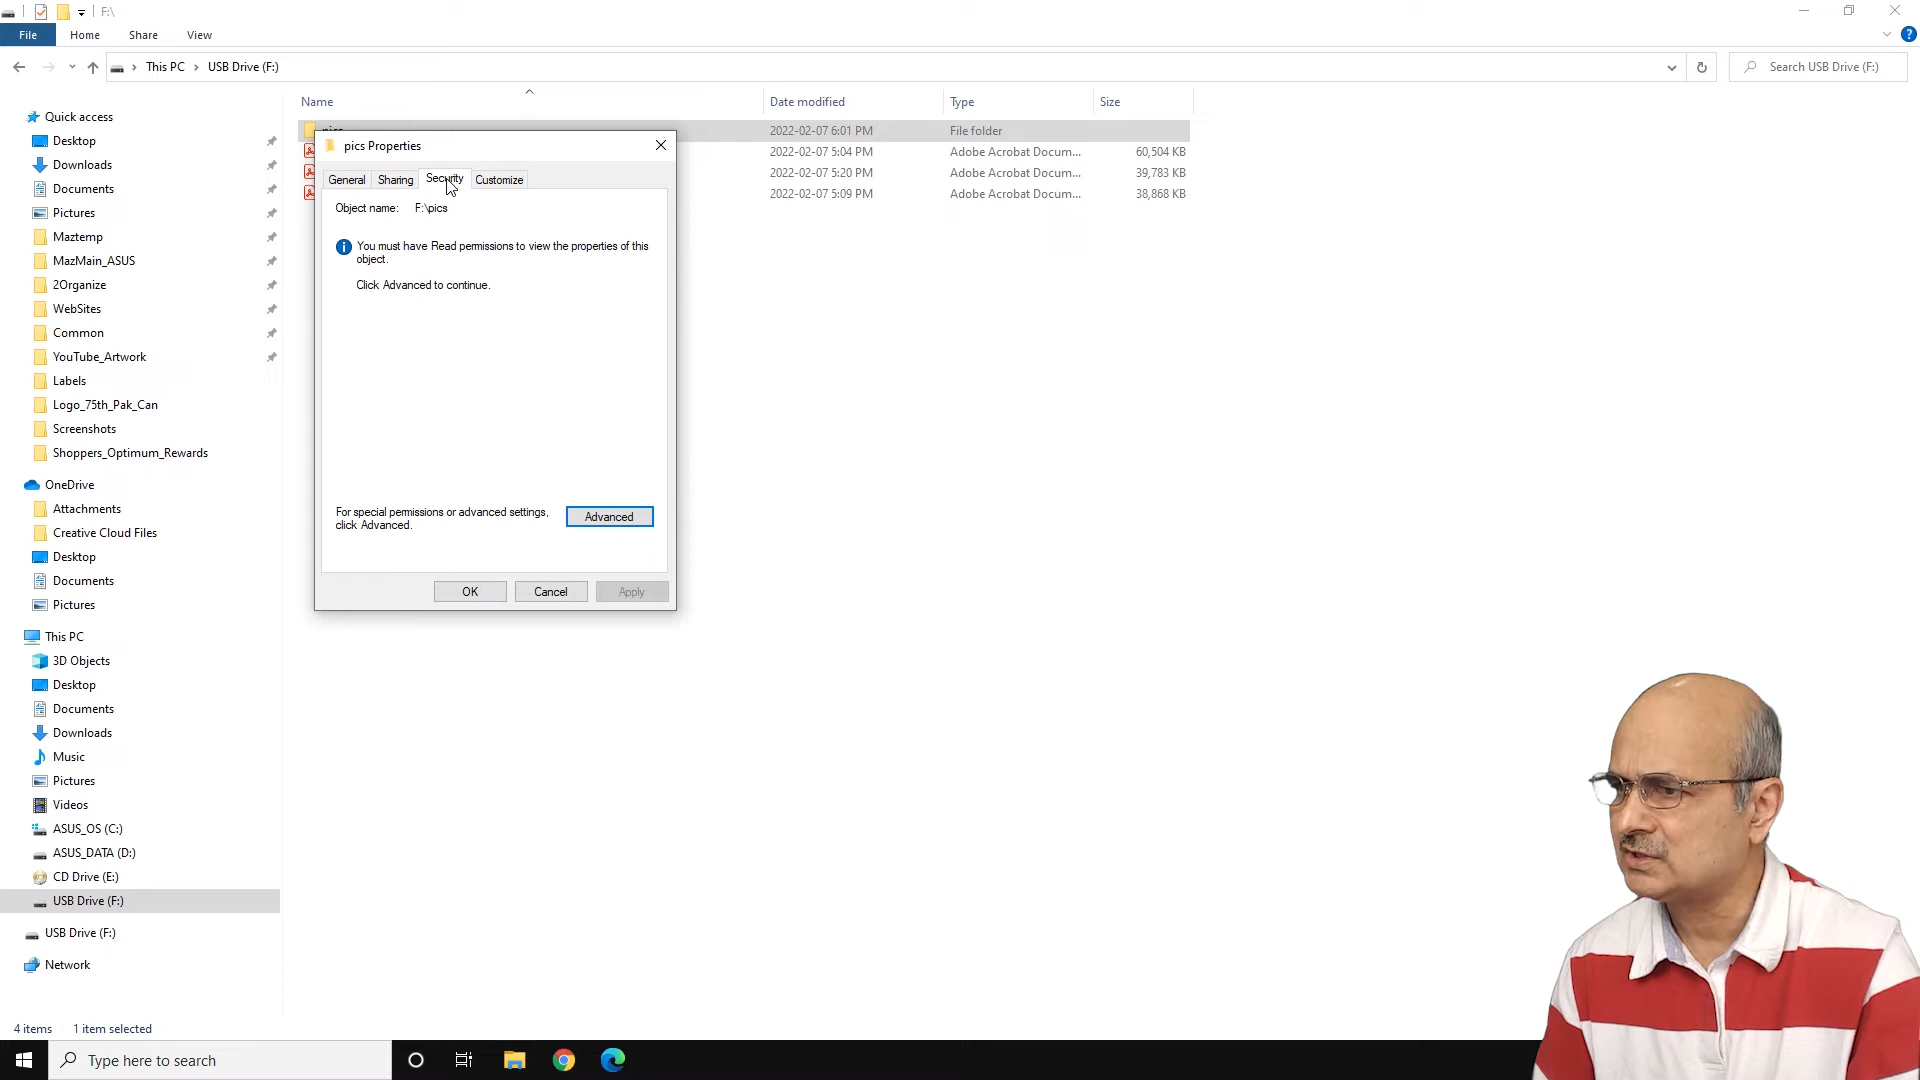 F:\
File Home Share View
This PC › USB Drive (F:)
Search USB Drive (F:)
Name Date modified Type Size
2022-02-07 6:01 PM File folder
2022-02-07 5:04 PM Adobe Acrobat Docum... 60,504 KB
2022-02-07 5:20 PM Adobe Acrobat Docum... 39,783 KB
2022-02-07 5:09 PM Adobe Acrobat Docum... 38,868 KB
Quick access
Desktop
Downloads
Documents
Pictures
Maztemp
MazMain_ASUS
2Organize
WebSites
Common
YouTube_Artwork
Labels
Logo_75th_Pak_Can
Screenshots
Shoppers_Optimum_Rewards
OneDrive
Attachments
Creative Cloud Files
Desktop
Documents
Pictures
This PC
3D Objects
Desktop
Documents
Downloads
Music
Pictures
Videos
ASUS_OS (C:)
ASUS_DATA (D:)
CD Drive (E:)
USB Drive (F:)
USB Drive (F:)
Network
pics Properties
General Sharing Security Customize
Object name: F:\pics
You must have Read permissions to view the properties of this
object.
Click Advanced to continue.
For special permissions or advanced settings,
click Advanced.
Advanced
OK Cancel Apply
4 items 1 item selected
Type here to search